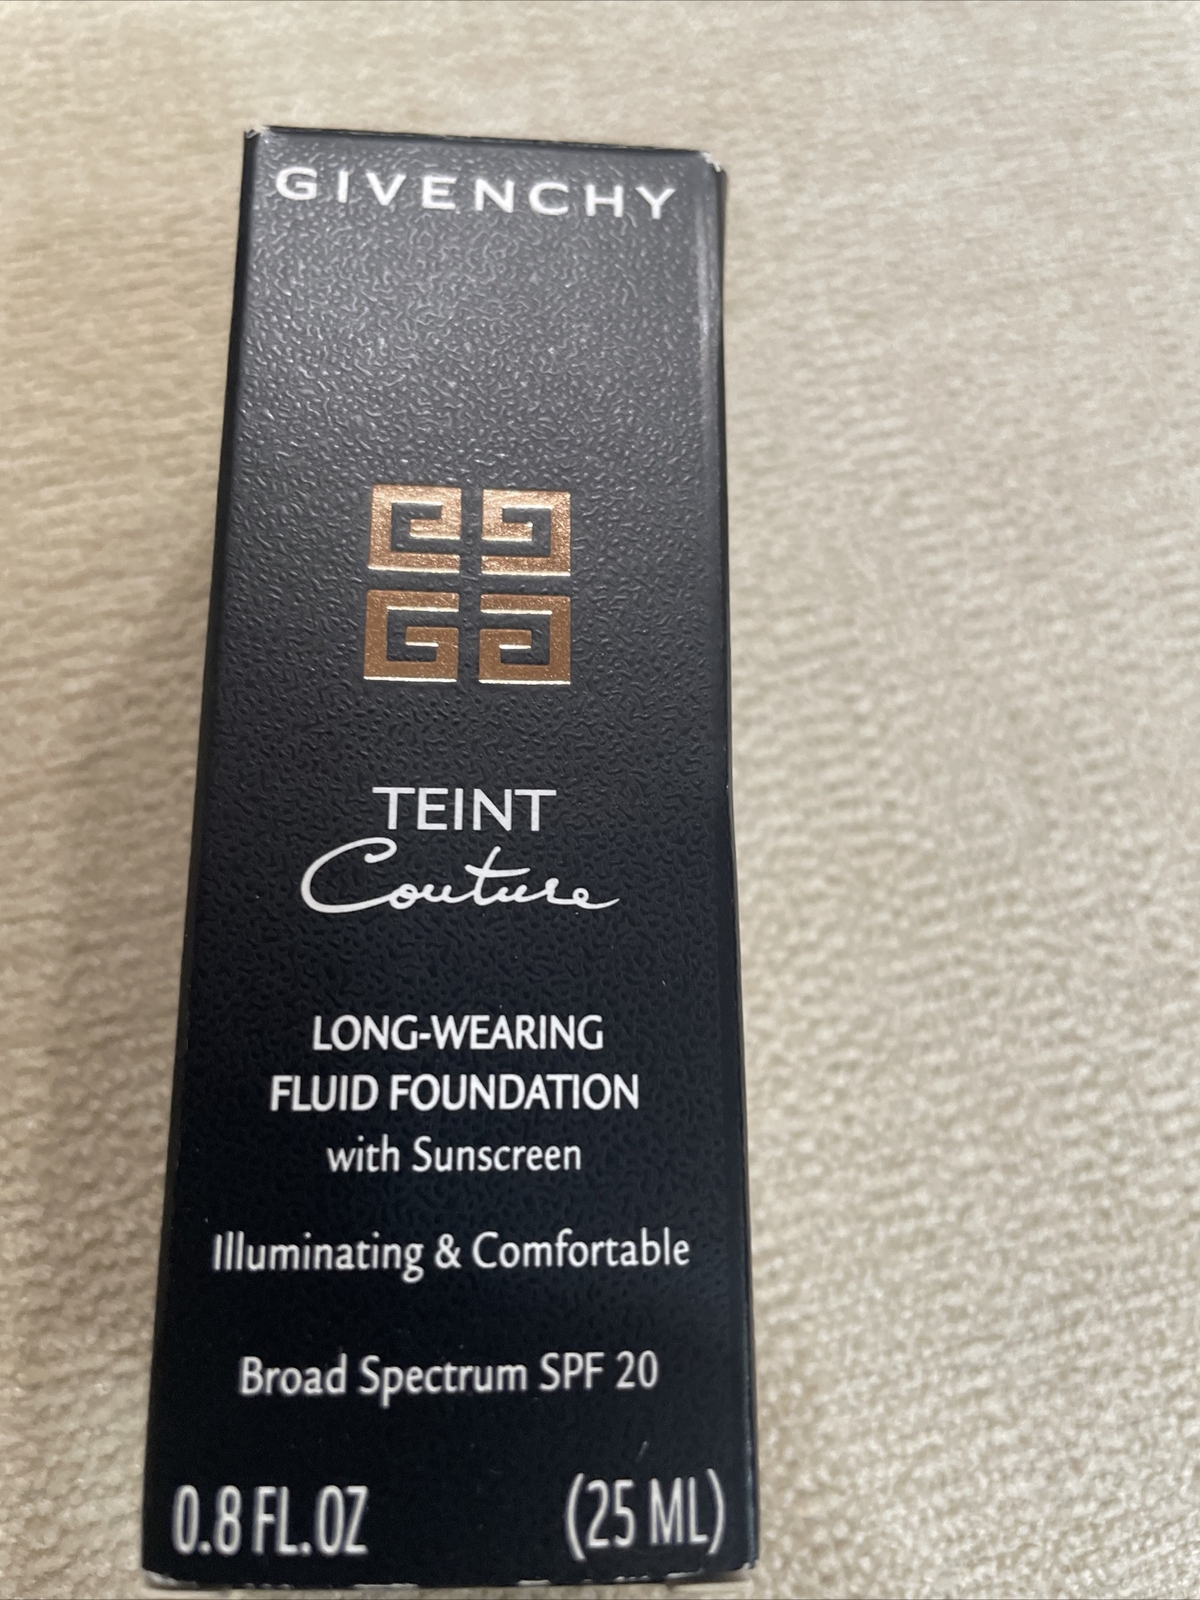 GIVENCHY
TEINT
Couture
LONG-WEARING
FLUID FOUNDATION
with Sunscreen
Illuminating & Comfortable
Broad Spectrum SPF 20
0.8 FL.OZ (25 ML)